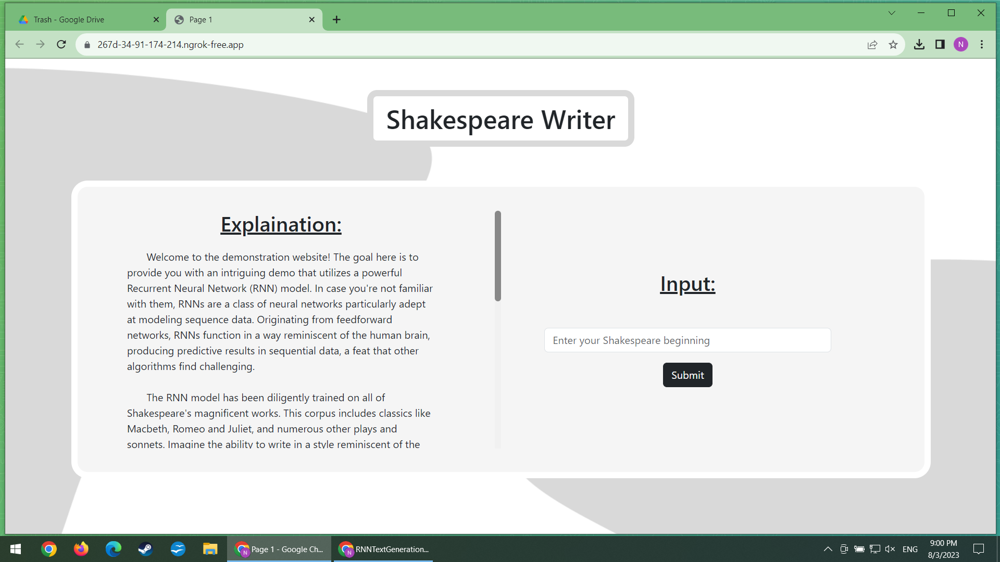 Trash - Google Drive
Page 1
267d-34-91-174-214.ngrok-free.app
N
Shakespeare Writer
Explaination:
Welcome to the demonstration website! The goal here is to
provide you with an intriguing demo that utilizes a powerful
Recurrent Neural Network (RNN) model. In case you're not familiar
with them, RNNs are a class of neural networks particularly adept
at modeling sequence data. Originating from feedforward
networks, RNNs function in a way reminiscent of the human brain,
producing predictive results in sequential data, a feat that other
algorithms find challenging.
The RNN model has been diligently trained on all of
Shakespeare's magnificent works. This corpus includes classics like
Macbeth, Romeo and Juliet, and numerous other plays and
sonnets. Imagine the ability to write in a style reminiscent of the
Input:
Enter your Shakespeare beginning
Submit
N
Page 1 - Google Ch...
N
RNNTextGeneration...
ENG
9:00 PM
8/3/2023